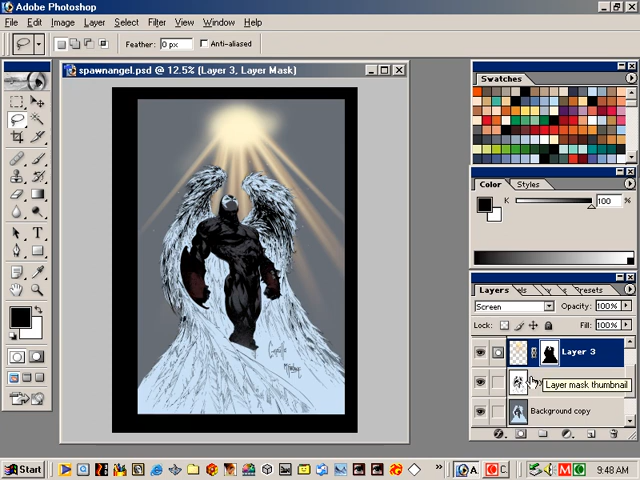 Adobe Photoshop
File Edit Image Layer Select Filter View Window Help
Feather: 0 px Anti-aliased
spawnangel.psd @ 12.5% (Layer 3, Layer Mask)
Swatches
Color Styles
K 100 %
Layers els resets
Screen Opacity: 100%
Lock: Fill: 100%
Layer 3
Layer mask thumbnail
Background copy
Start A. C. 9:48 AM